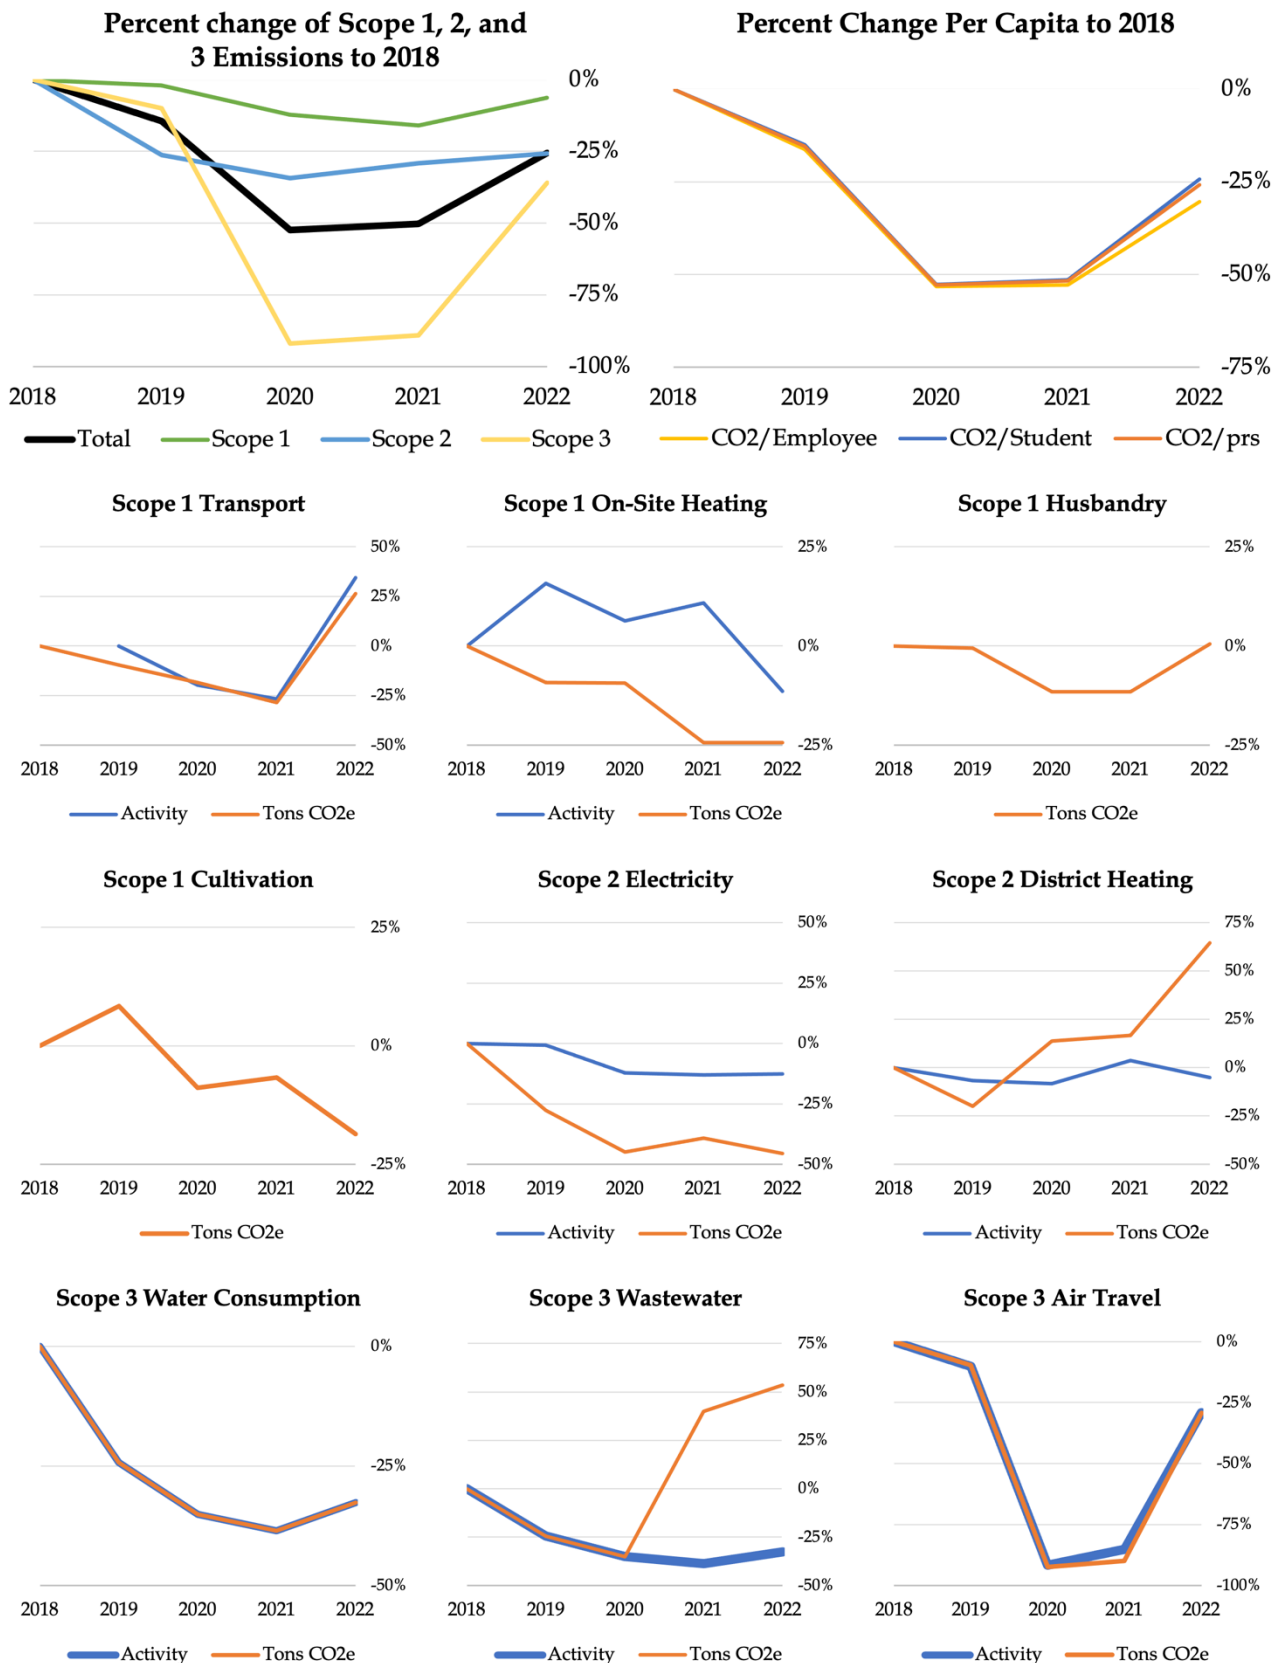 Percent change of Scope 1, 2, and
3 Emissions to 2018
0%
-25%
-50%
-75%
-100%
2018 2019 2020 2021 2022
Total Scope 1 Scope 2 Scope 3
Percent Change Per Capita to 2018
0%
-25%
-50%
-75%
2018 2019 2020 2021 2022
CO2/Employee CO2/Student CO2/prs
Scope 1 Transport
50%
25%
0%
-25%
-50%
2018 2019 2020 2021 2022
Activity Tons CO2e
Scope 1 On-Site Heating
25%
0%
-25%
2018 2019 2020 2021 2022
Activity Tons CO2e
Scope 1 Husbandry
25%
0%
-25%
2018 2019 2020 2021 2022
Tons CO2e
Scope 1 Cultivation
25%
0%
-25%
2018 2019 2020 2021 2022
Tons CO2e
Scope 2 Electricity
50%
25%
0%
-25%
-50%
2018 2019 2020 2021 2022
Activity Tons CO2e
Scope 2 District Heating
75%
50%
25%
0%
-25%
-50%
2018 2019 2020 2021 2022
Activity Tons CO2e
Scope 3 Water Consumption
0%
-25%
-50%
2018 2019 2020 2021 2022
Activity Tons CO2e
Scope 3 Wastewater
75%
50%
25%
0%
-25%
-50%
2018 2019 2020 2021 2022
Activity Tons CO2e
Scope 3 Air Travel
0%
-25%
-50%
-75%
-100%
2018 2019 2020 2021 2022
Activity Tons CO2e